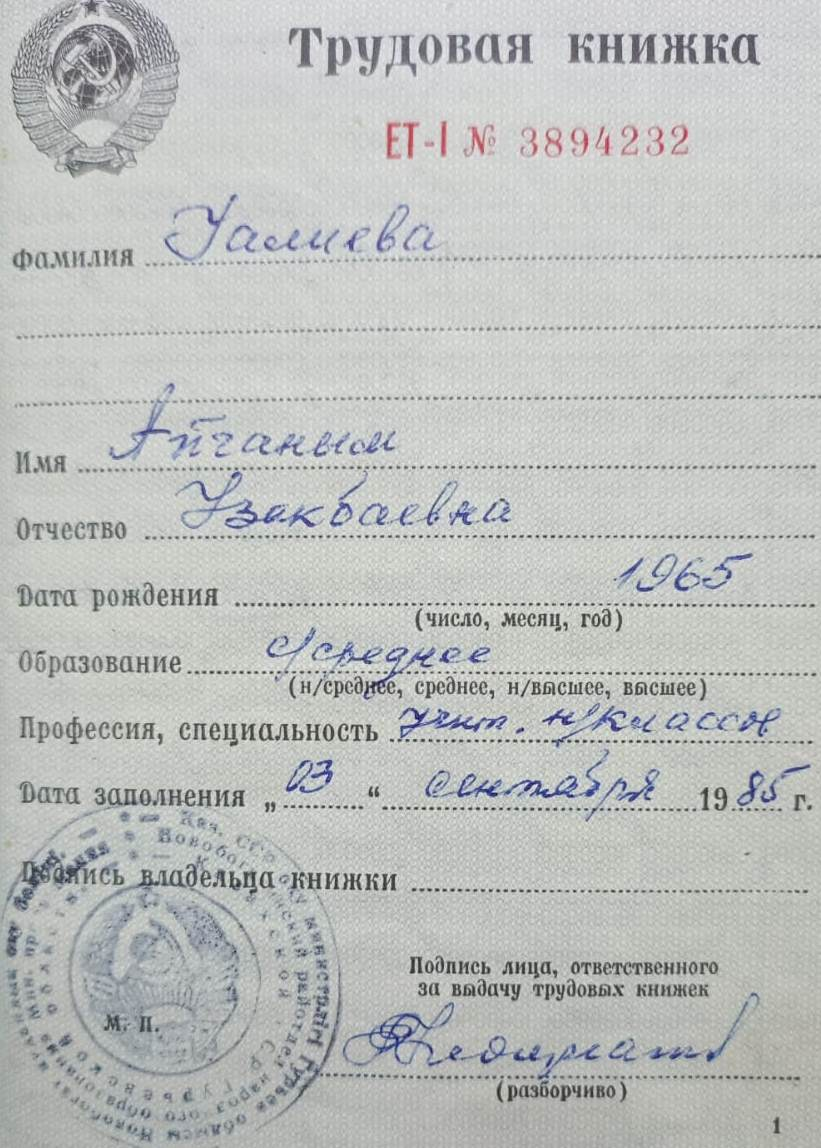 Трудовая книжка
ЕТ-I № 3894232
Фамилия Уалиева
Имя Айганым
Отчество Узакбаевна
Дата рождения 1965
(число, месяц, год)
Образование с/среднее
(н/среднее, среднее, н/высшее, высшее)
Профессия, специальность учит. н/классов
Дата заполнения „ 03 “ сентября 1985 г.
Подпись владельца книжки
Подпись лица, ответственного
за выдачу трудовых книжек
М. П.
(разборчиво)
1